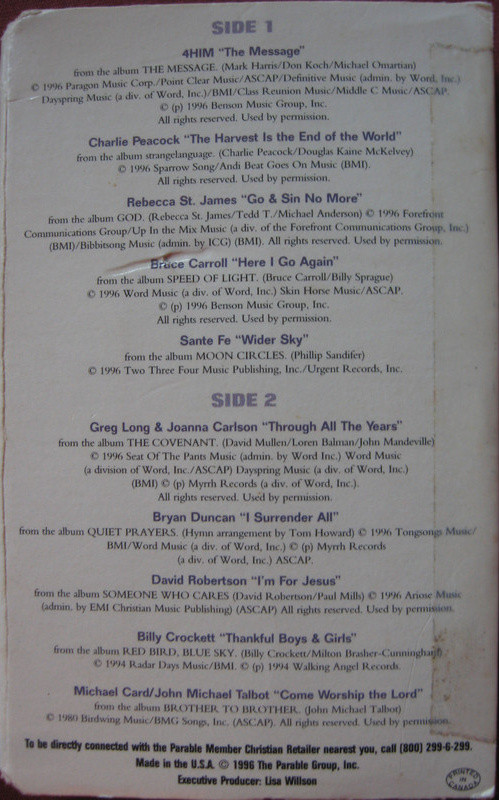 SIDE 1
4HIM "The Message"
from the album THE MESSAGE. (Mark Harris/Don Koch/Michael Omartian)
© 1996 Paragon Music Corp./Point Clear Music/ASCAP/Definitive Music (admin. by Word, Inc.)
Dayspring Music (a div. of Word, Inc.)/BMI/Class Reunion Music/Middle C Music/ASCAP.
© (p) 1996 Benson Music Group, Inc.
All rights reserved. Used by permission.
Charlie Peacock "The Harvest Is the End of the World"
from the album strangelanguage. (Charlie Peacock/Douglas Kaine McKelvey)
© 1996 Sparrow Song/Andi Beat Goes On Music (BMI).
All rights reserved. Used by permission.
Rebecca St. James "Go & Sin No More"
from the album GOD. (Rebecca St. James/Tedd T./Michael Anderson) © 1996 Forefront
Communications Group/Up In the Mix Music (a div. of the Forefront Communications Group, Inc.)
(BMI)/Bibbitsong Music (admin. by ICG) (BMI). All rights reserved. Used by permission.
Bruce Carroll "Here I Go Again"
from the album SPEED OF LIGHT. (Bruce Carroll/Billy Sprague)
© 1996 Word Music (a div. of Word, Inc.) Skin Horse Music/ASCAP.
© (p) 1996 Benson Music Group, Inc.
All rights reserved. Used by permission.
Sante Fe "Wider Sky"
from the album MOON CIRCLES. (Phillip Sandifer)
© 1996 Two Three Four Music Publishing, Inc./Urgent Records, Inc.
SIDE 2
Greg Long & Joanna Carlson "Through All The Years"
from the album THE COVENANT. (David Mullen/Loren Balman/John Mandeville)
© 1996 Seat Of The Pants Music (admin. by Word Inc.) Word Music
(a division of Word, Inc./ASCAP) Dayspring Music (a div. of Word, Inc.)
(BMI) © (p) Myrrh Records (a div. of Word, Inc.).
All rights reserved. Used by permission.
Bryan Duncan "I Surrender All"
from the album QUIET PRAYERS. (Hymn arrangement by Tom Howard) © 1996 Tongsongs Music/
BMI/Word Music (a div. of Word, Inc.) © (p) Myrrh Records
(a div. of Word, Inc.) ASCAP.
David Robertson "I'm For Jesus"
from the album SOMEONE WHO CARES (David Robertson/Paul Mills) © 1996 Ariose Music
(admin. by EMI Christian Music Publishing) (ASCAP) All rights reserved. Used by permission.
Billy Crockett "Thankful Boys & Girls"
from the album RED BIRD, BLUE SKY. (Billy Crockett/Milton Brasher-Cunningham)
© 1994 Radar Days Music/BMI. © (p) 1994 Walking Angel Records
Michael Card/John Michael Talbot "Come Worship the Lord"
from the album BROTHER TO BROTHER. (John Michael Talbot)
© 1980 Birdwing Music/BMG Songs, Inc. (ASCAP). All rights reserved. Used by permission.
To be directly connected with the Parable Member Christian Retailer nearest you, call (800) 299-6-299.
Made in the U.S.A. © 1996 The Parable Group, Inc.
Executive Producer: Lisa Willson
PRINTED
IN
CANADA